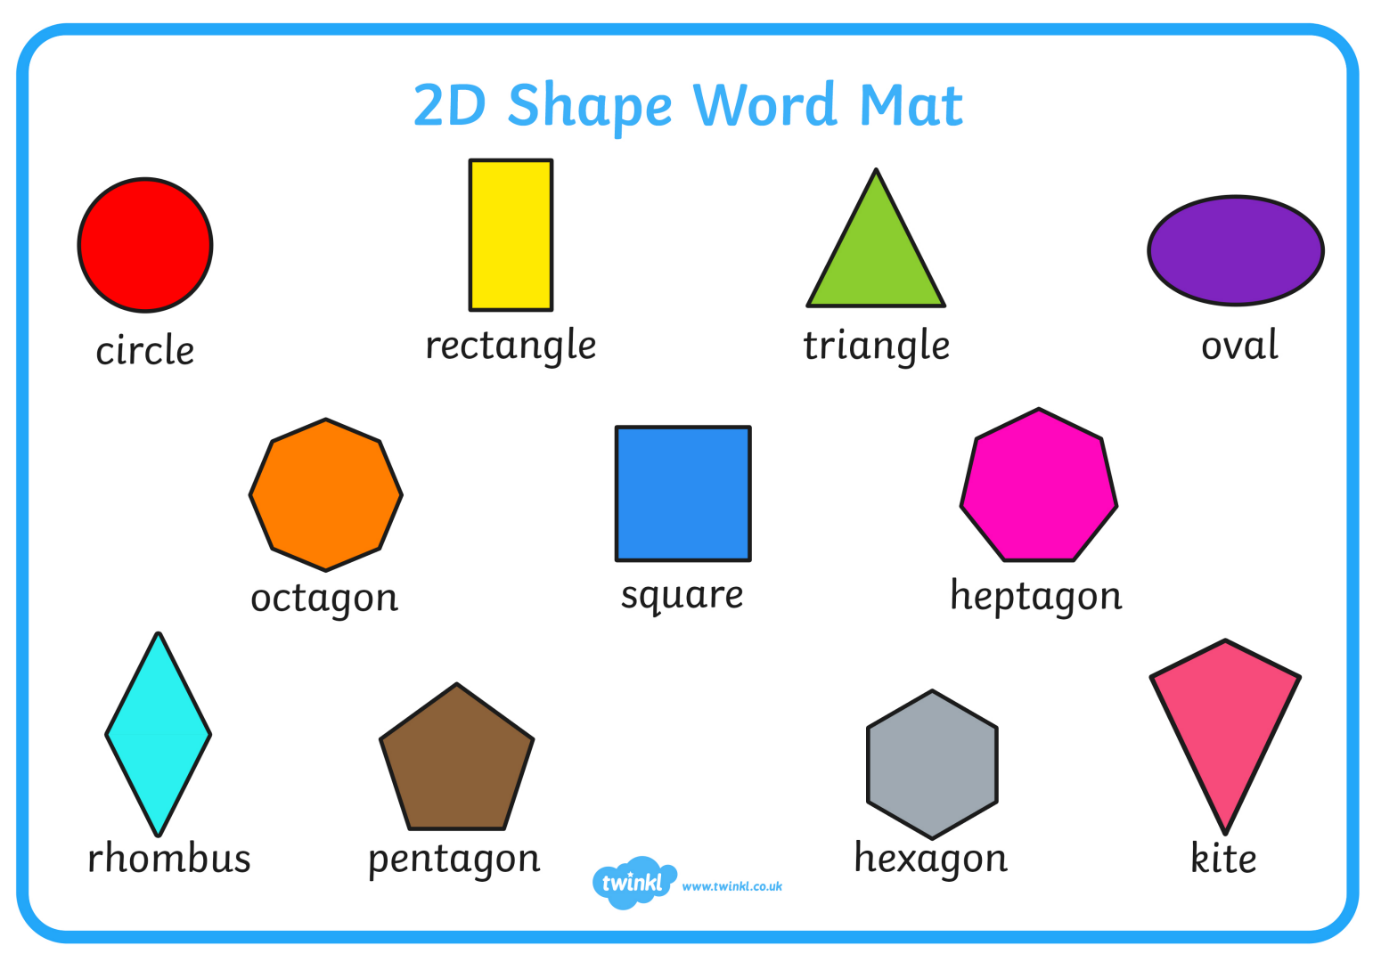 2D Shape Word Mat
circle
rectangle
triangle
oval
octagon
square
heptagon
rhombus
pentagon
hexagon
kite
twinkl www.twinkl.co.uk